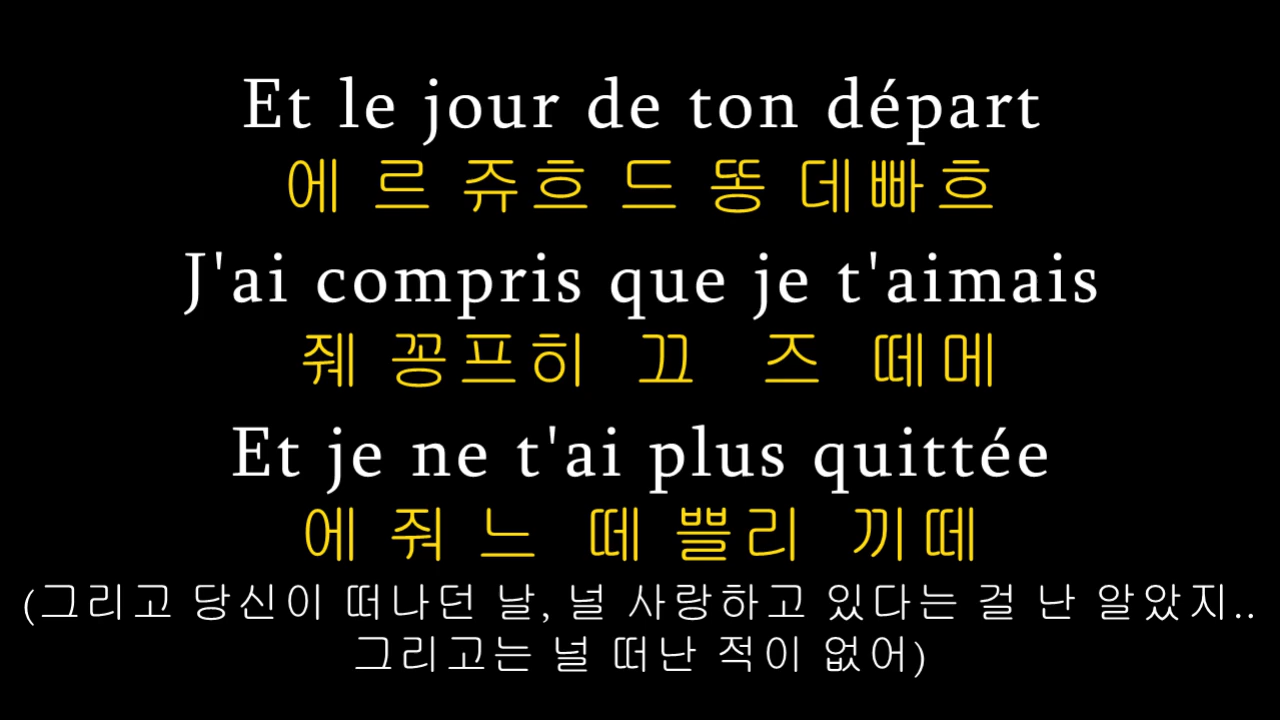 Et le jour de ton départ
에 르 쥬흐 드 똥 데빠흐
J'ai compris que je t'aimais
줴 꽁프히 끄 즈 떼메
Et je ne t'ai plus quittée
에 줘 느 떼 쁠리 끼떼
(그리고 당신이 떠나던 날, 널 사랑하고 있다는 걸 난 알았지..
그리고는 널 떠난 적이 없어)